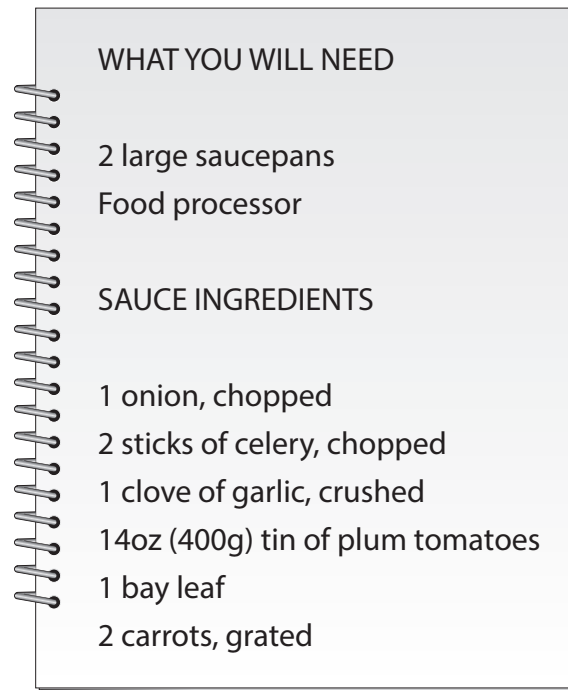 WHAT YOU WILL NEED
2 large saucepans
Food processor
SAUCE INGREDIENTS
1 onion, chopped
2 sticks of celery, chopped
1 clove of garlic, crushed
14oz (400g) tin of plum tomatoes
1 bay leaf
2 carrots, grated